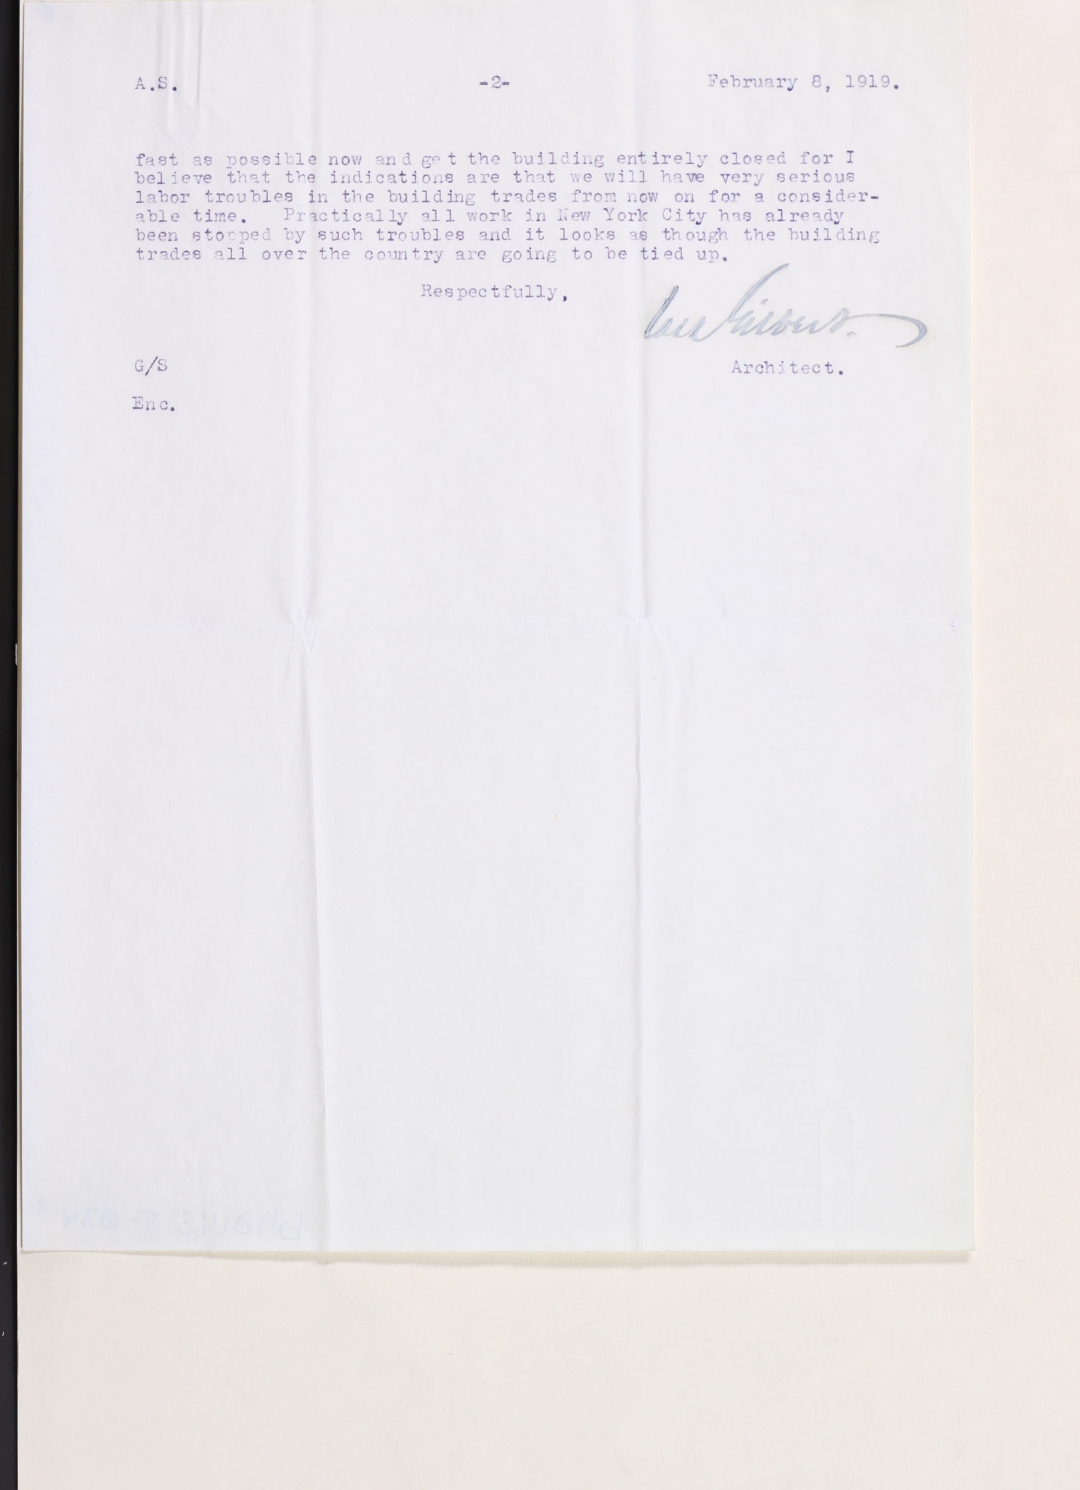 A.S. -2- February 8, 1919.
fast as possible now and get the building entirely closed for I
believe that the indications are that we will have very serious
labor troubles in the building trades from now on for a consider-
able time. Practically all work in New York City has already
been stopped by such troubles and it looks as though the building
trades all over the country are going to be tied up.
Respectfully,
Cass Gilbert.
G/S Architect.
Enc.